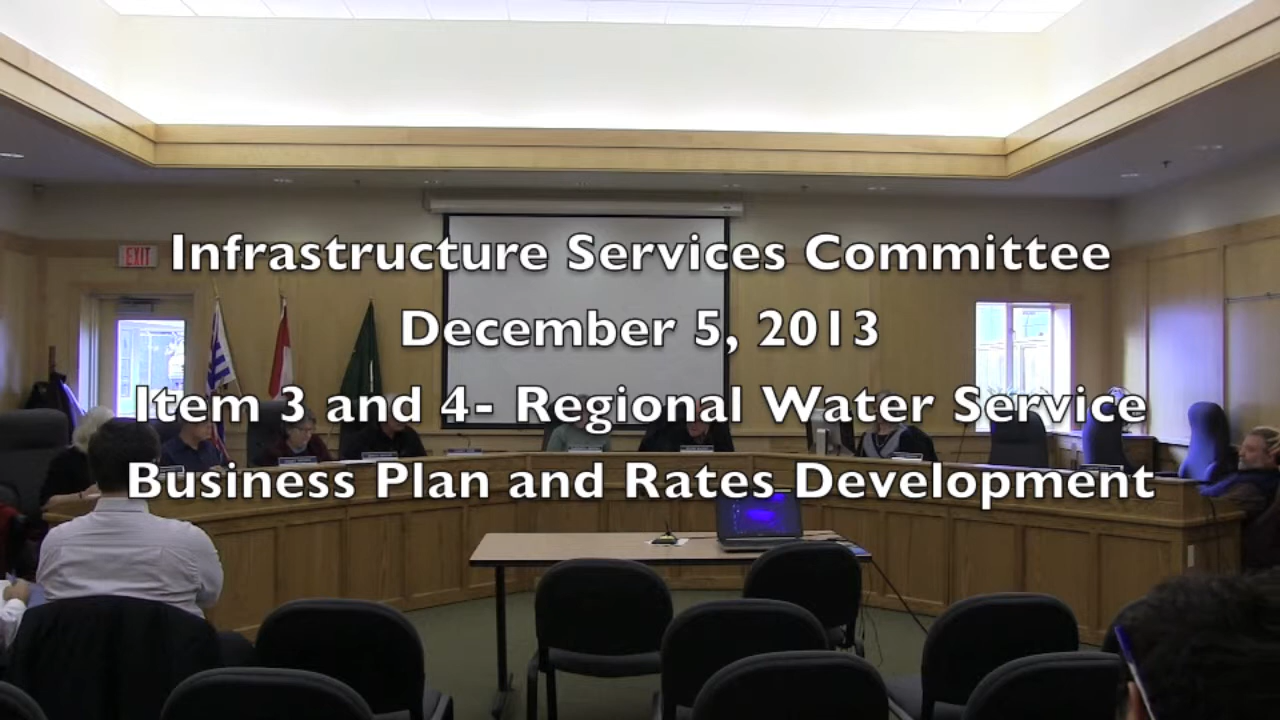 Infrastructure Services Committee
December 5, 2013
EXIT
Item 3 and 4- Regional Water Service
Business Plan and Rates Development